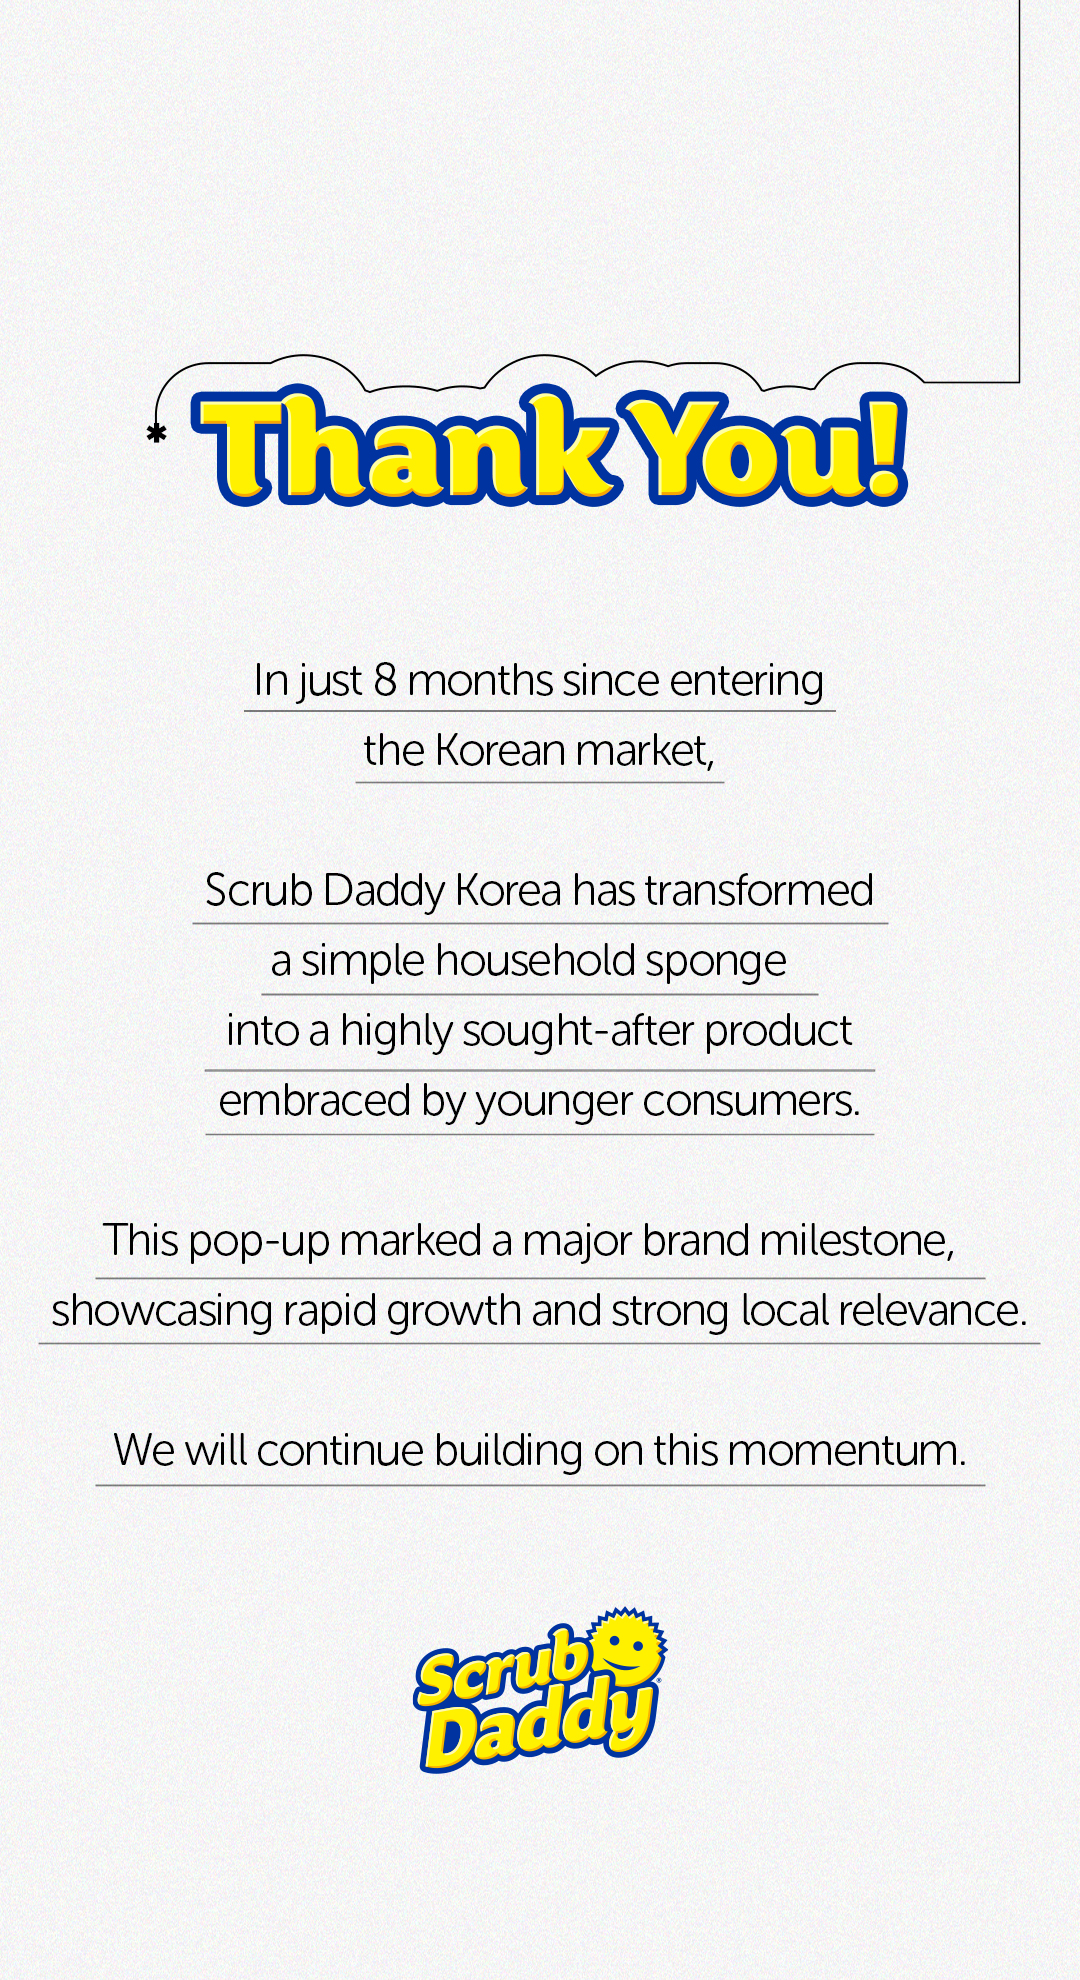 Thank You!
In just 8 months since entering
the Korean market,
Scrub Daddy Korea has transformed
a simple household sponge
into a highly sought-after product
embraced by younger consumers.
This pop-up marked a major brand milestone,
showcasing rapid growth and strong local relevance.
We will continue building on this momentum.
Scrub
Daddy®